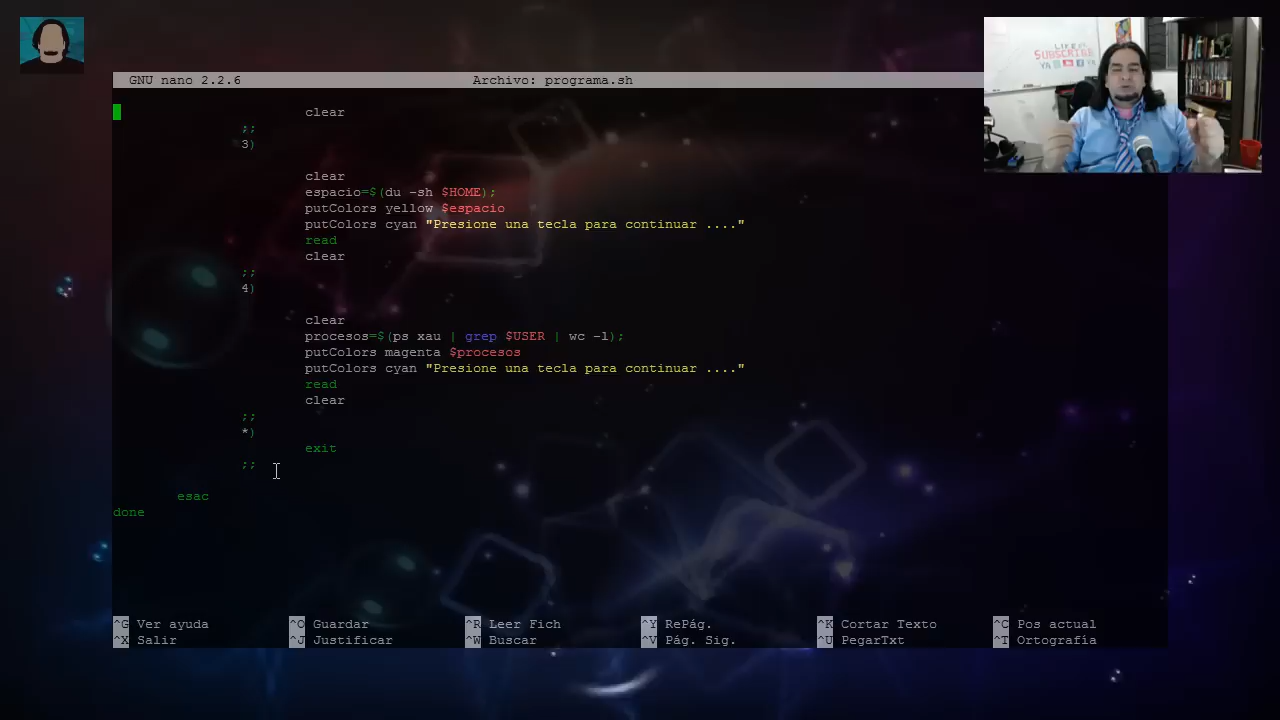 LIKE
SUBSCRIBE
YA
GNU nano 2.2.6 Archivo: programa.sh
clear
;;
3)
clear
espacio=$(du -sh $HOME);
putColors yellow $espacio
putColors cyan "Presione una tecla para continuar ...."
read
clear
;;
4)
clear
procesos=$(ps xau | grep $USER | wc -l);
putColors magenta $procesos
putColors cyan "Presione una tecla para continuar ...."
read
clear
;;
*)
exit
;;
esac
done
^G Ver ayuda ^O Guardar ^R Leer Fich ^Y RePág. ^K Cortar Texto ^C Pos actual
^X Salir ^J Justificar ^W Buscar ^V Pág. Sig. ^U PegarTxt ^T Ortografía